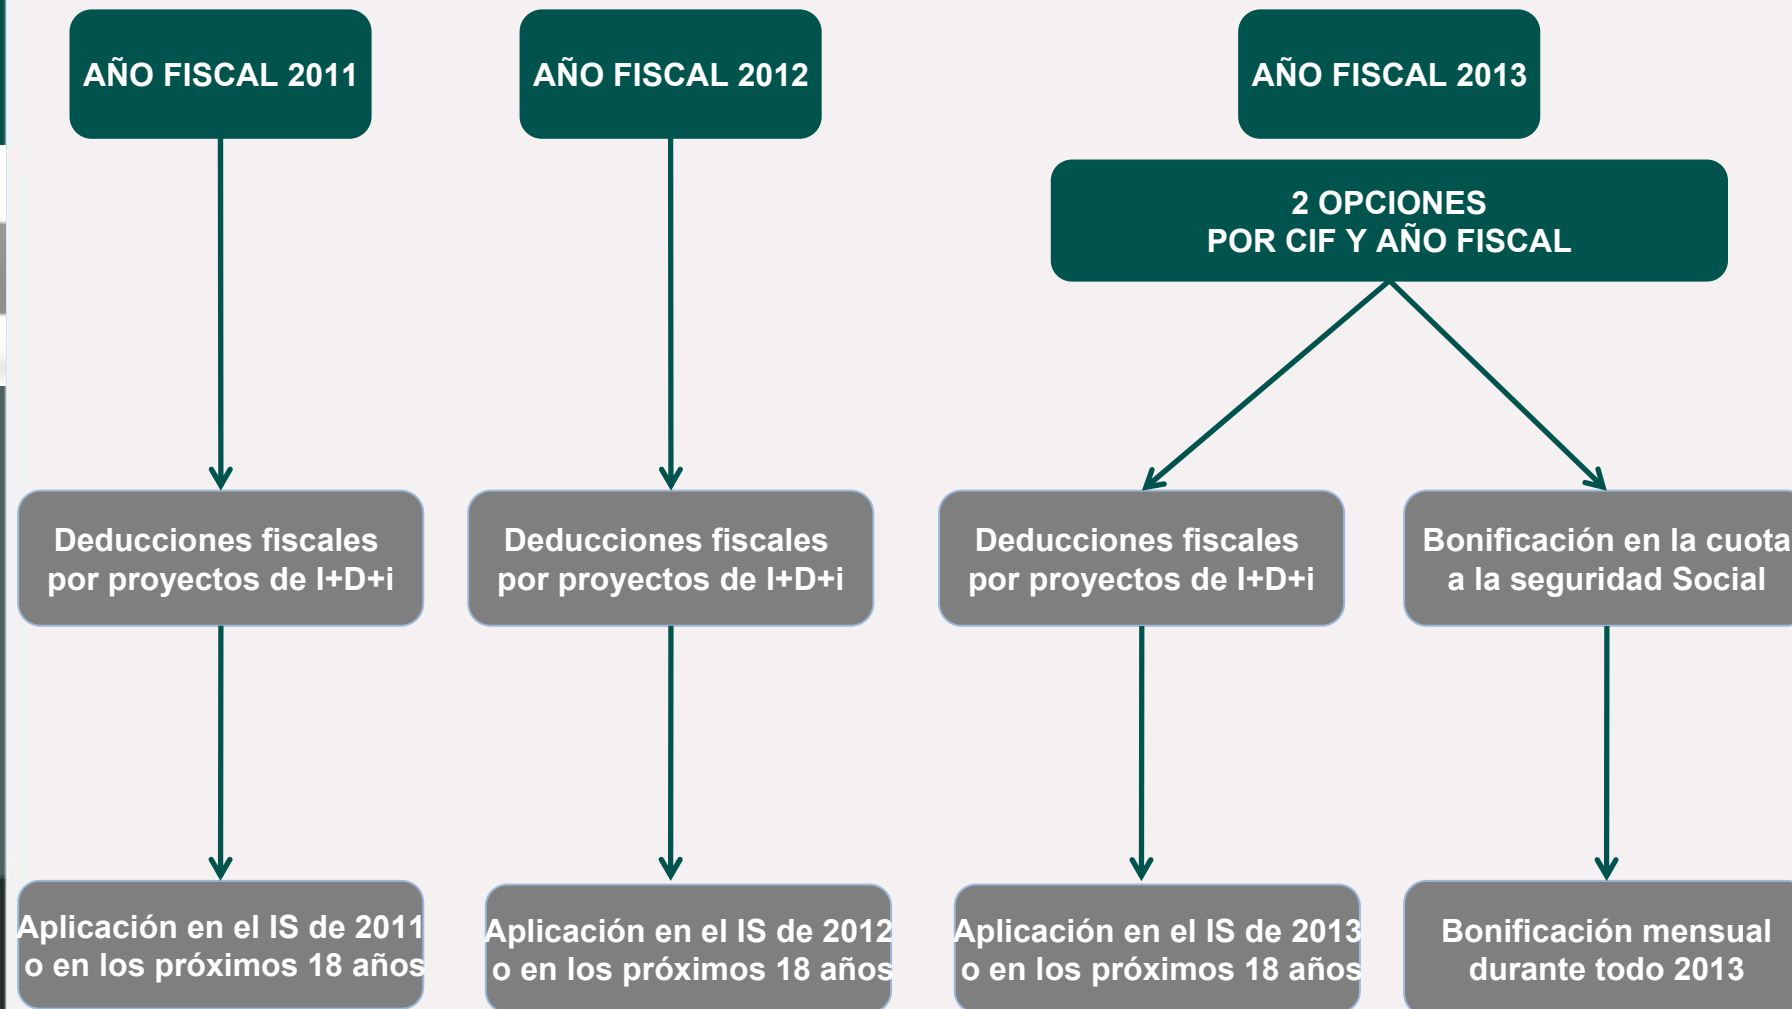 AÑO FISCAL 2011
AÑO FISCAL 2012
AÑO FISCAL 2013
2 OPCIONES
POR CIF Y AÑO FISCAL
Deducciones fiscales
por proyectos de I+D+i
Deducciones fiscales
por proyectos de I+D+i
Deducciones fiscales
por proyectos de I+D+i
Bonificación en la cuota
a la seguridad Social
Aplicación en el IS de 2011
o en los próximos 18 años
Aplicación en el IS de 2012
o en los próximos 18 años
Aplicación en el IS de 2013
o en los próximos 18 años
Bonificación mensual
durante todo 2013